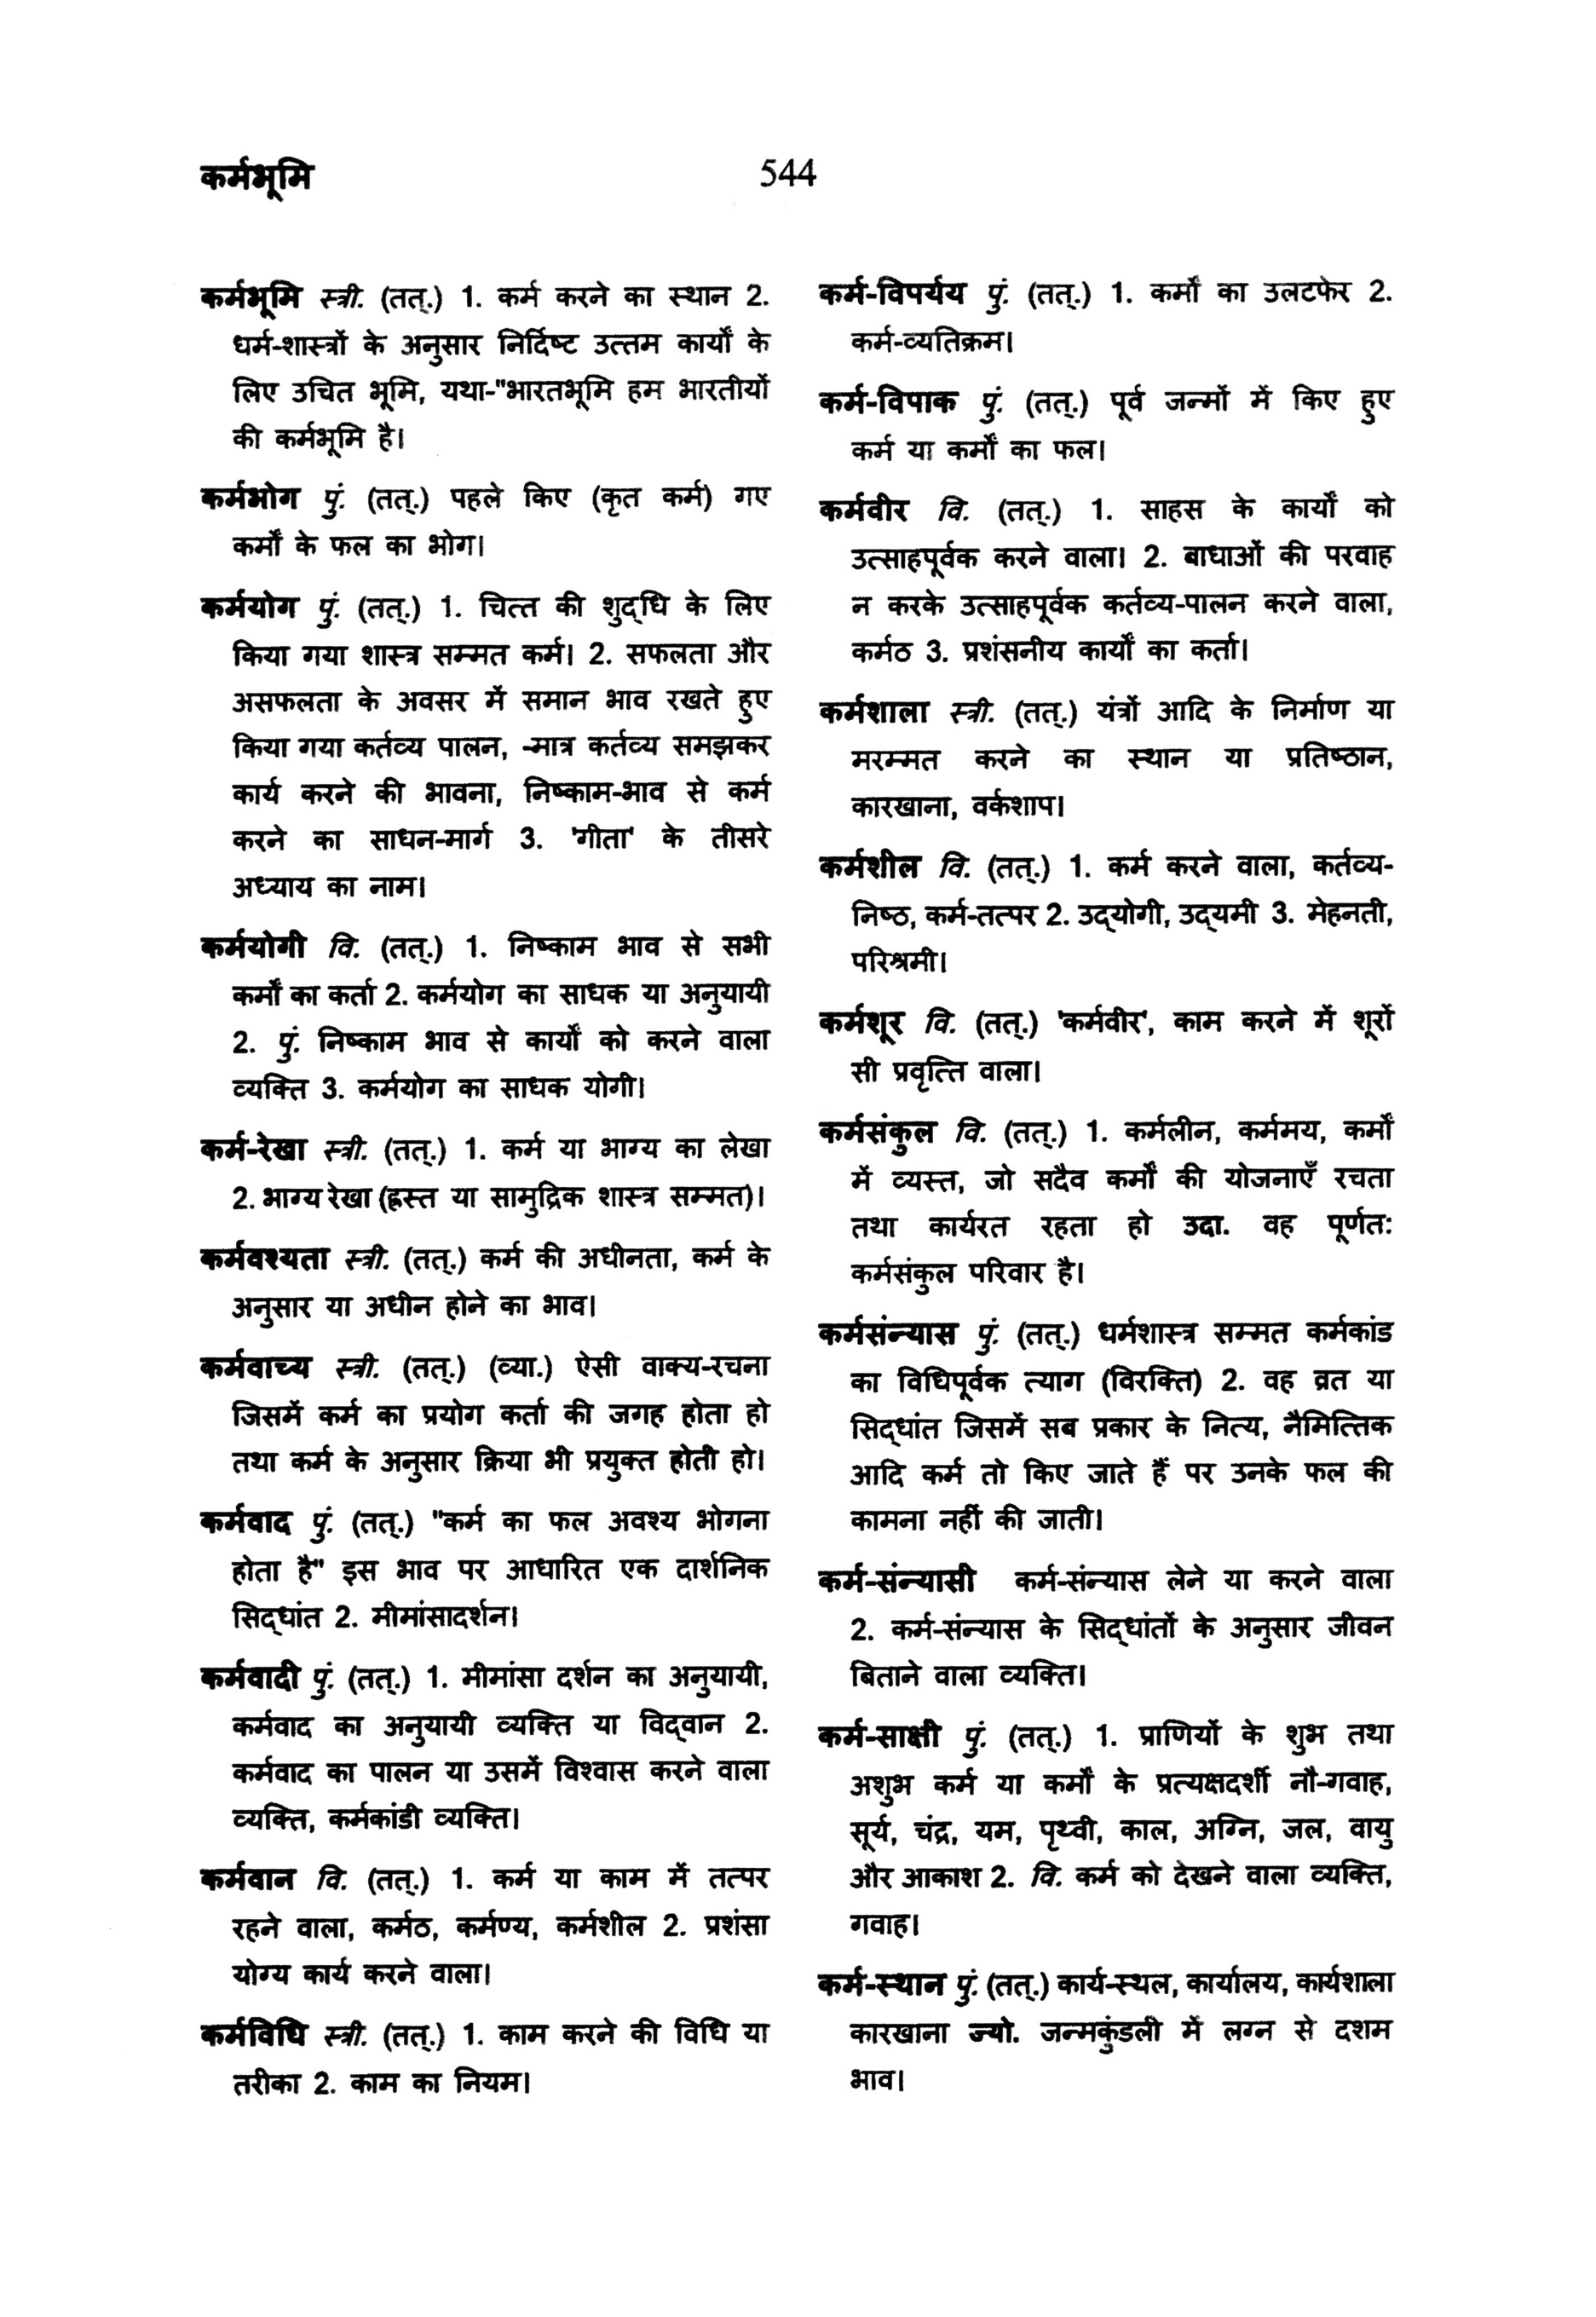 कर्मभूमि
544
कर्मभूमि स्त्री. (तत्.) 1. कर्म करने का स्थान 2.
धर्म-शास्त्रों के अनुसार निर्दिष्ट उत्तम कार्यों के
लिए उचित भूमि, यथा-"भारतभूमि हम भारतीयों
की कर्मभूमि है।
कर्मभोग पुं. (तत्.) पहले किए (कृत कर्म) गए
कर्मों के फल का भोग।
कर्मयोग पुं. (तत्.) 1. चित्त की शुद्धि के लिए
किया गया शास्त्र सम्मत कर्म। 2. सफलता और
असफलता के अवसर में समान भाव रखते हुए
किया गया कर्तव्य पालन, -मात्र कर्तव्य समझकर
कार्य करने की भावना, निष्काम-भाव से कर्म
करने का साधन-मार्ग 3. 'गीता' के तीसरे
अध्याय का नाम।
कर्मयोगी वि. (तत्.) 1. निष्काम भाव से सभी
कर्मों का कर्ता 2. कर्मयोग का साधक या अनुयायी
2. पुं. निष्काम भाव से कार्यों को करने वाला
व्यक्ति 3. कर्मयोग का साधक योगी।
कर्म-रेखा स्त्री. (तत्.) 1. कर्म या भाग्य का लेखा
2. भाग्य रेखा (हस्त या सामुद्रिक शास्त्र सम्मत)।
कर्मवश्यता स्त्री. (तत्.) कर्म की अधीनता, कर्म के
अनुसार या अधीन होने का भाव।
कर्मवाच्य स्त्री. (तत्.) (व्या.) ऐसी वाक्य-रचना
जिसमें कर्म का प्रयोग कर्ता की जगह होता हो
तथा कर्म के अनुसार क्रिया भी प्रयुक्त होती हो।
कर्मवाद पुं. (तत्.) "कर्म का फल अवश्य भोगना
होता है" इस भाव पर आधारित एक दार्शनिक
सिद्धांत 2. मीमांसादर्शन।
कर्मवादी पुं. (तत्.) 1. मीमांसा दर्शन का अनुयायी,
कर्मवाद का अनुयायी व्यक्ति या विद्वान 2.
कर्मवाद का पालन या उसमें विश्वास करने वाला
व्यक्ति, कर्मकांडी व्यक्ति।
कर्मवान वि. (तत्.) 1. कर्म या काम में तत्पर
रहने वाला, कर्मठ, कर्मण्य, कर्मशील 2. प्रशंसा
योग्य कार्य करने वाला।
कर्मविधि स्त्री. (तत्.) 1. काम करने की विधि या
तरीका 2. काम का नियम।
कर्म-विपर्यय पुं. (तत्.) 1. कर्मों का उलटफेर 2.
कर्म-व्यतिक्रम।
कर्म-विपाक पुं. (तत्.) पूर्व जन्मों में किए हुए
कर्म या कर्मों का फल।
कर्मवीर वि. (तत्.) 1. साहस के कार्यों को
उत्साहपूर्वक करने वाला। 2. बाधाओं की परवाह
न करके उत्साहपूर्वक कर्तव्य-पालन करने वाला,
कर्मठ 3. प्रशंसनीय कार्यों का कर्ता।
कर्मशाला स्त्री. (तत्.) यंत्रों आदि के निर्माण या
मरम्मत करने का स्थान या प्रतिष्ठान,
कारखाना, वर्कशाप।
कर्मशील वि. (तत्.) 1. कर्म करने वाला, कर्तव्य-
निष्ठ, कर्म-तत्पर 2. उद्योगी, उद्यमी 3. मेहनती,
परिश्रमी।
कर्मशूर वि. (तत्.) 'कर्मवीर', काम करने में शूरों
सी प्रवृत्ति वाला।
कर्मसंकुल वि. (तत्.) 1. कर्मलीन, कर्ममय, कर्मों
में व्यस्त, जो सदैव कर्मों की योजनाएँ रचता
तथा कार्यरत रहता हो उदा. वह पूर्णत:
कर्मसंकुल परिवार है।
कर्मसंन्यास पुं. (तत्.) धर्मशास्त्र सम्मत कर्मकांड
का विधिपूर्वक त्याग (विरक्ति) 2. वह व्रत या
सिद्धांत जिसमें सब प्रकार के नित्य, नैमित्तिक
आदि कर्म तो किए जाते हैं पर उनके फल की
कामना नहीं की जाती।
कर्म-संन्यासी कर्म-संन्यास लेने या करने वाला
2. कर्म-संन्यास के सिद्धांतों के अनुसार जीवन
बिताने वाला व्यक्ति।
कर्म-साक्षी पुं. (तत्.) 1. प्राणियों के शुभ तथा
अशुभ कर्म या कर्मों के प्रत्यक्षदर्शी नौ-गवाह,
सूर्य, चंद्र, यम, पृथ्वी, काल, अग्नि, जल, वायु
और आकाश 2. वि. कर्म को देखने वाला व्यक्ति,
गवाह।
कर्म-स्थान पुं. (तत्.) कार्य-स्थल, कार्यालय, कार्यशाला
कारखाना ज्यो. जन्मकुंडली में लग्न से दशम
भाव।